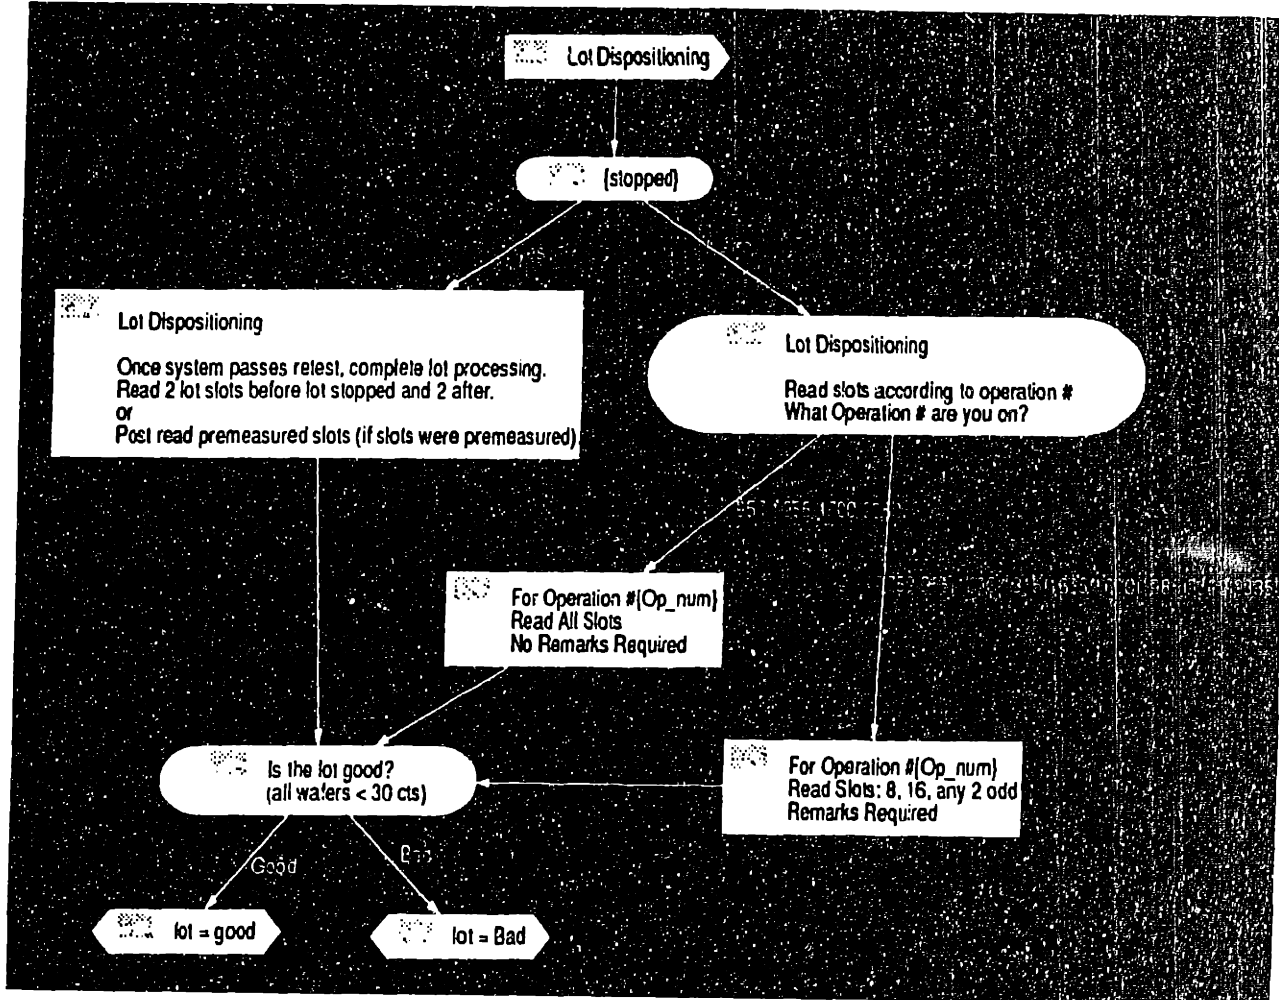 Lot Dispositioning
{stopped}
Lot Dispositioning
Once system passes retest, complete lot processing.
Read 2 lot slots before lot stopped and 2 after.
or
Post read premeasured slots (if slots were premeasured)
Lot Dispositioning
Read slots according to operation #
What Operation # are you on?
For Operation #{Op_num}
Read All Slots
No Remarks Required
For Operation #{Op_num}
Read Slots: 8, 16, any 2 odd
Remarks Required
Is the lot good?
(all wafers < 30 cts)
Good
lot = good
lot = Bad